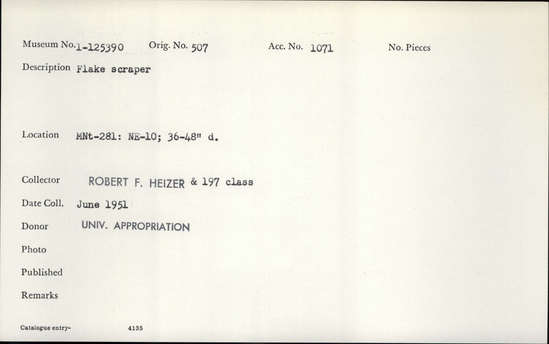 Museum No. 1-125390 Orig. No. 507 Acc. No. 1071 No. Pieces
Description Flake scraper
Location MNt-281: NE-10; 36-48" d.
Collector ROBERT F. HEIZER & 197 class
Date Coll. June 1951
Donor UNIV. APPROPRIATION
Photo
Published
Remarks
Catalogue entry- 4135